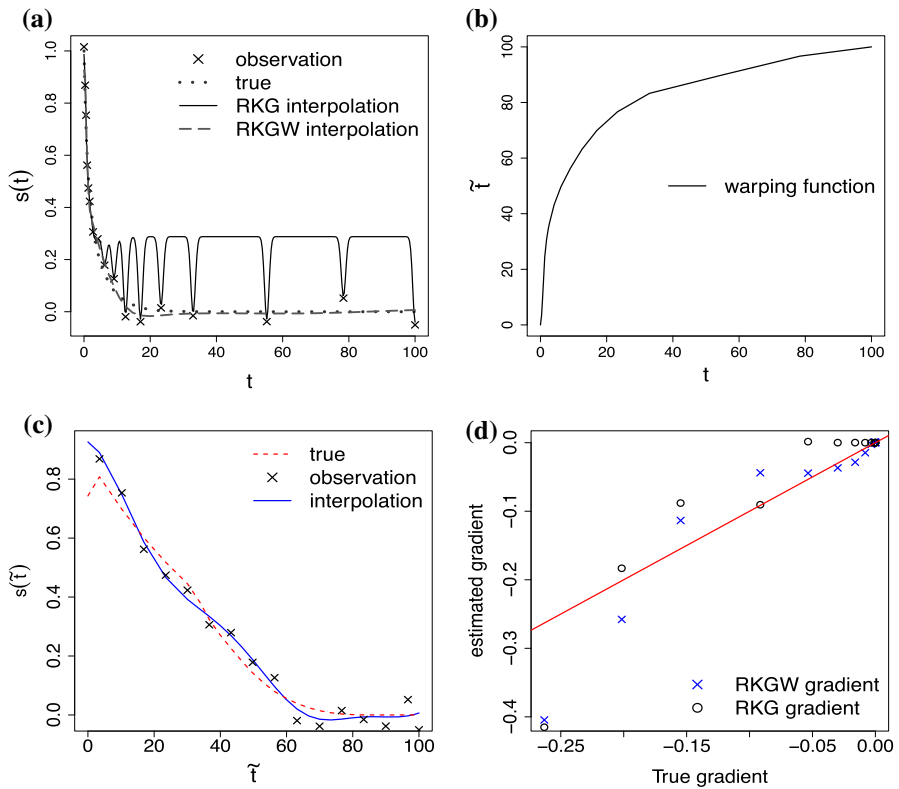 (a)
observation
true
RKG interpolation
RKGW interpolation
s(t)
0.0 0.2 0.4 0.6 0.8 1.0
0 20 40 60 80 100
t
(b)
warping function
t̃
0 20 40 60 80 100
0 20 40 60 80 100
t
(c)
true
observation
interpolation
s(t̃)
0.0 0.2 0.4 0.6 0.8
0 20 40 60 80 100
t̃
(d)
RKGW gradient
RKG gradient
estimated gradient
−0.4 −0.3 −0.2 −0.1 0.0
−0.25 −0.15 −0.05 0.00
True gradient